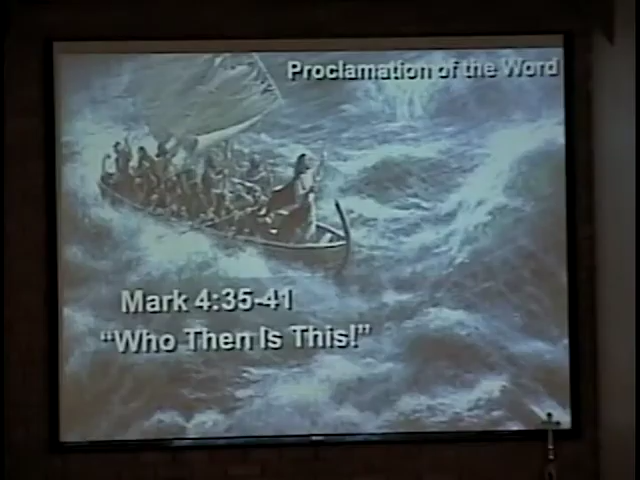 Proclamation of the Word
Mark 4:35-41
“Who Then Is This!”